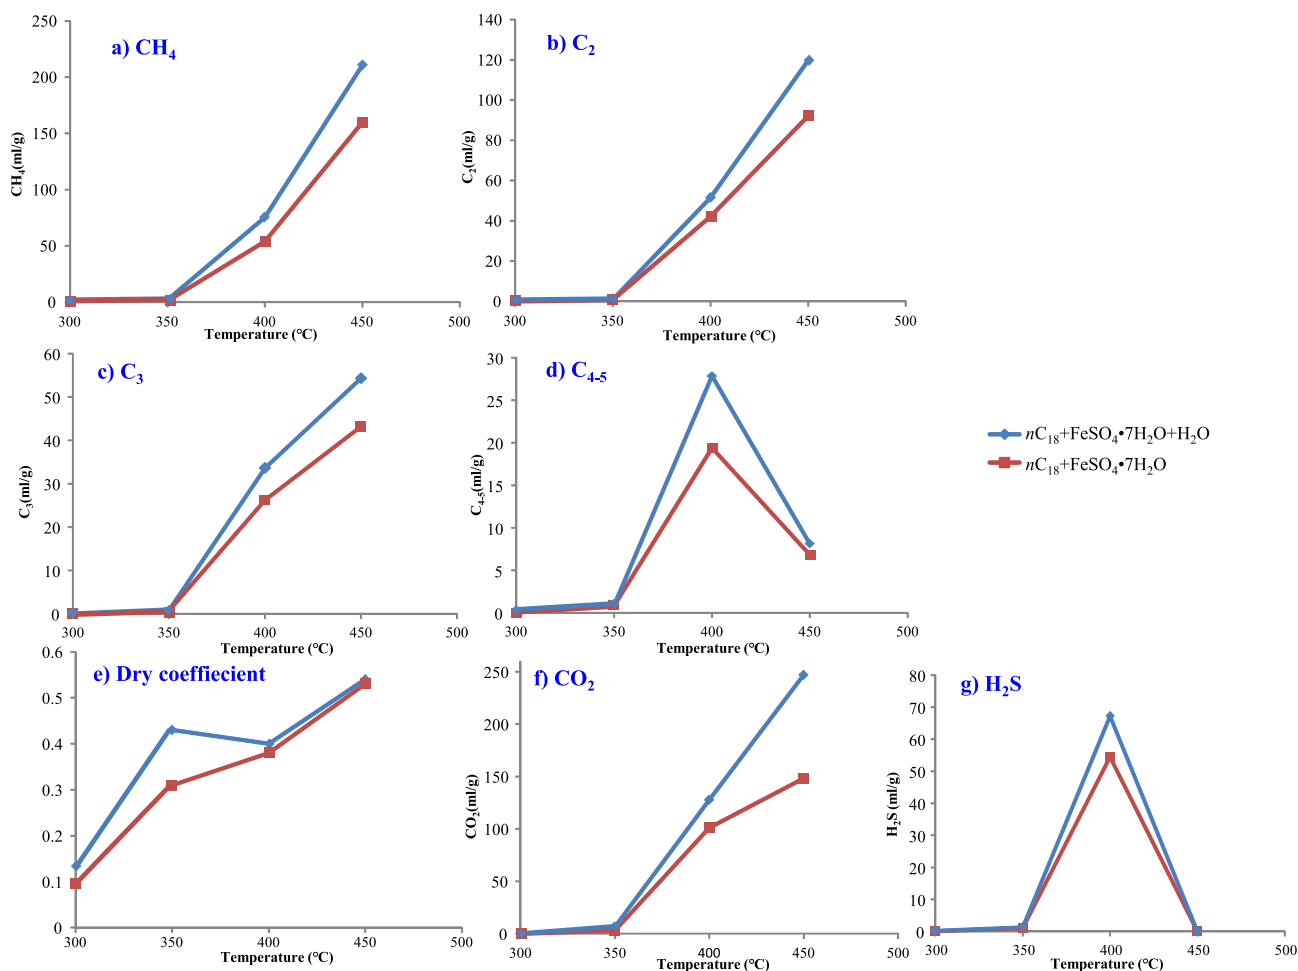 a) CH₄
250
200
150
100
50
0
CH₄(ml/g)
300 350 400 450 500
Temperature (℃)
b) C₂
140
120
100
80
60
40
20
0
C₂(ml/g)
300 350 400 450 500
Temperature (℃)
c) C₃
60
50
40
30
20
10
0
C₃(ml/g)
300 350 400 450 500
Temperature (℃)
d) C₄₋₅
30
25
20
15
10
5
0
C₄₋₅(ml/g)
300 350 400 450 500
Temperature (℃)
nC₁₈+FeSO₄•7H₂O+H₂O
nC₁₈+FeSO₄•7H₂O
e) Dry coeffiecient
0.6
0.5
0.4
0.3
0.2
0.1
0
300 350 400 450 500
Temperature (℃)
f) CO₂
250
200
150
100
50
0
CO₂(ml/g)
300 350 400 450 500
Temperature (℃)
g) H₂S
80
70
60
50
40
30
20
10
0
H₂S (ml/g)
300 350 400 450 500
Temperature (℃)